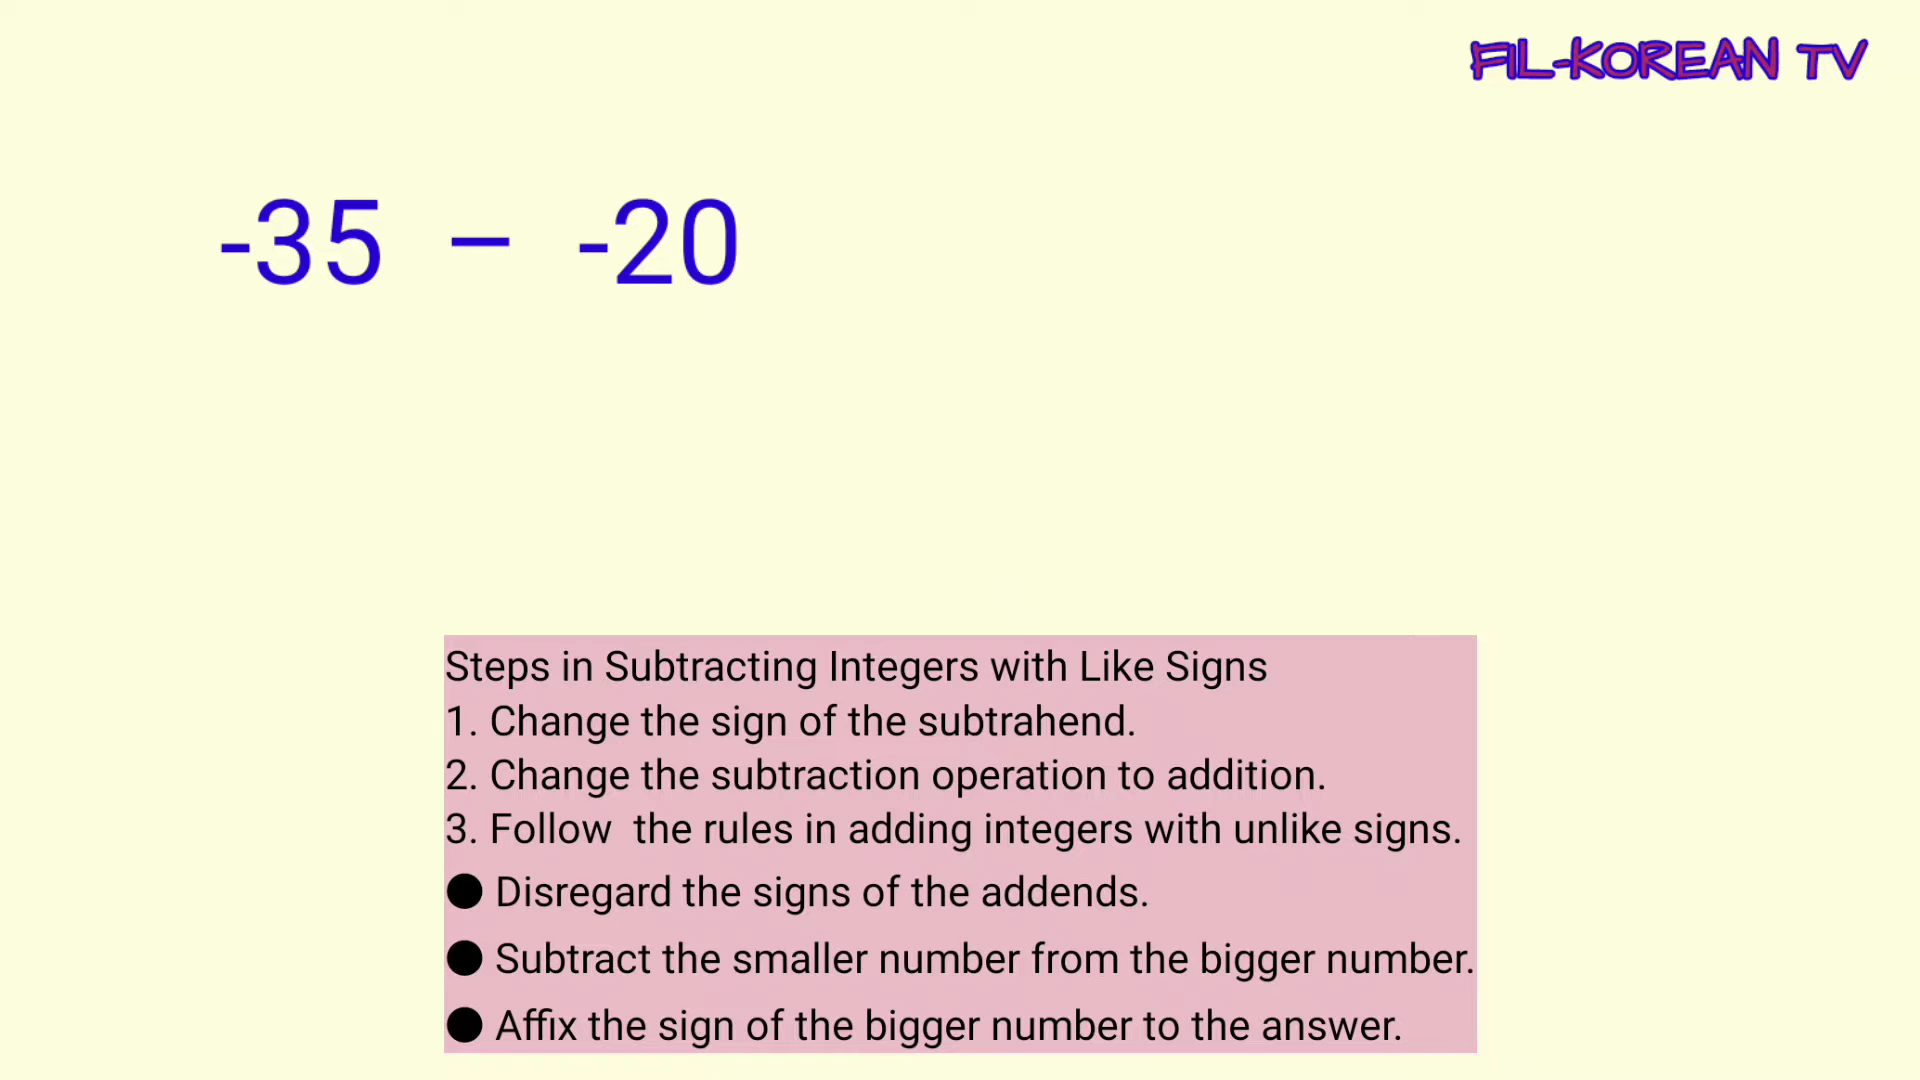 FIL-KOREAN TV
-35 – -20
Steps in Subtracting Integers with Like Signs
1. Change the sign of the subtrahend.
2. Change the subtraction operation to addition.
3. Follow  the rules in adding integers with unlike signs.
● Disregard the signs of the addends.
● Subtract the smaller number from the bigger number.
● Affix the sign of the bigger number to the answer.